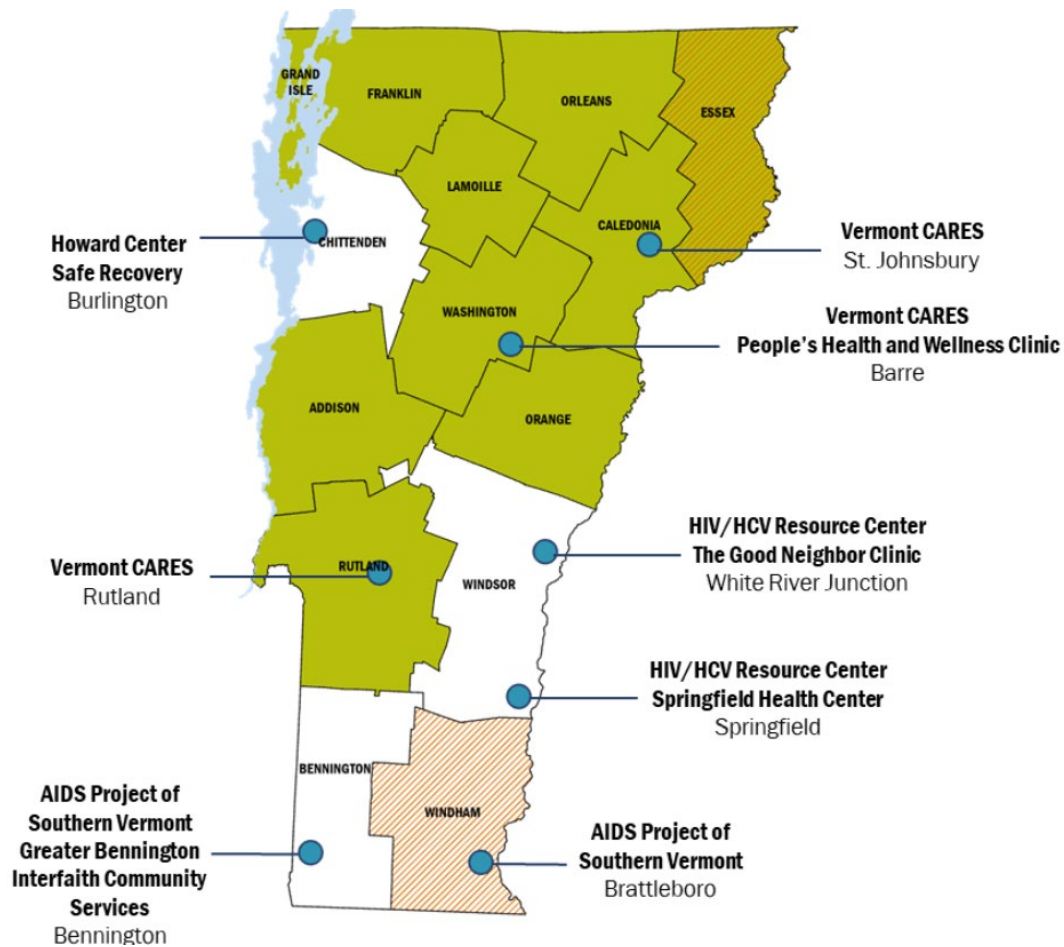 GRAND
ISLE
FRANKLIN
ORLEANS
ESSEX
LAMOILLE
CALEDONIA
Howard Center
Safe Recovery
Burlington
CHITTENDEN
Vermont CARES
St. Johnsbury
WASHINGTON
Vermont CARES
People's Health and Wellness Clinic
Barre
ADDISON
ORANGE
HIV/HCV Resource Center
The Good Neighbor Clinic
White River Junction
Vermont CARES
Rutland
RUTLAND
WINDSOR
HIV/HCV Resource Center
Springfield Health Center
Springfield
BENNINGTON
AIDS Project of
Southern Vermont
Greater Bennington
Interfaith Community
Services
Bennington
WINDHAM
AIDS Project of
Southern Vermont
Brattleboro